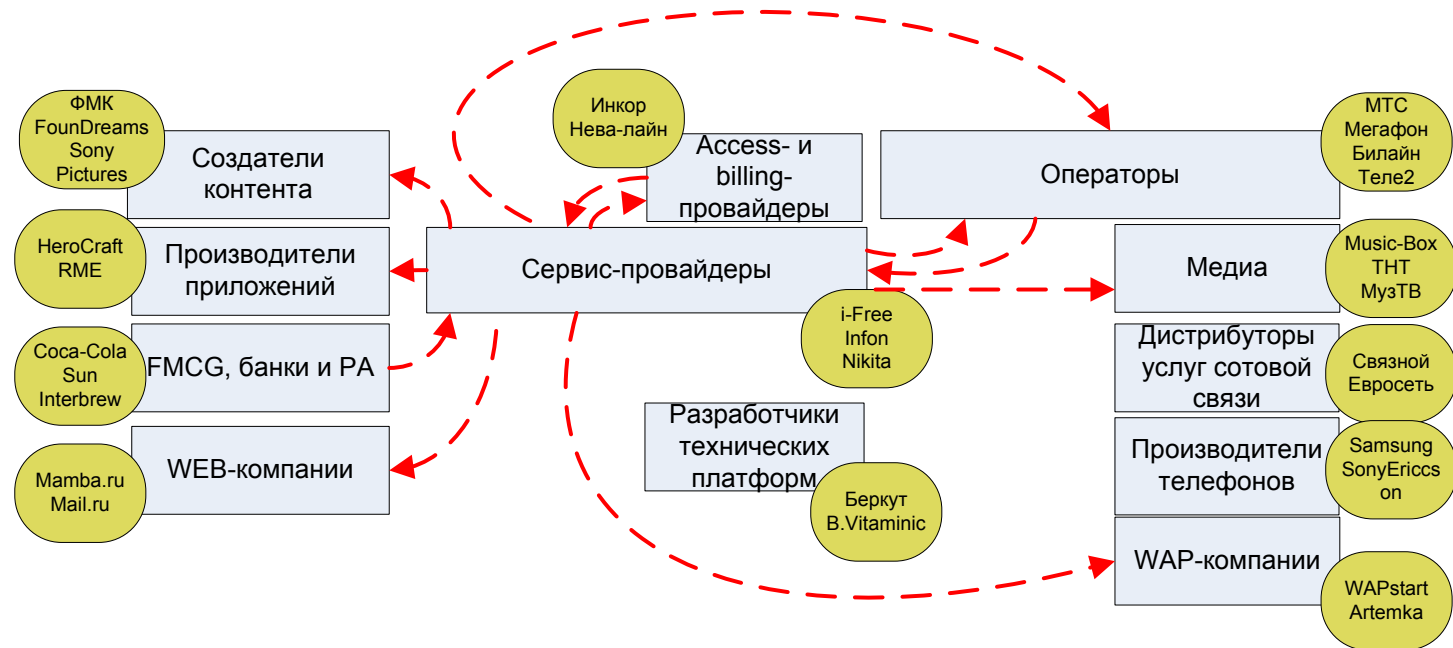 ФМК
FounDreams
Sony
Pictures
Создатели
контента
Инкор
Нева-лайн
Access- и
billing-
провайдеры
Операторы
МТС
Мегафон
Билайн
Теле2
HeroCraft
RME
Производители
приложений
Сервис-провайдеры
i-Free
Infon
Nikita
Медиа
Music-Box
ТНТ
МузТВ
Coca-Cola
Sun
Interbrew
FMCG, банки и РА
Дистрибуторы
услуг сотовой
связи
Связной
Евросеть
Mamba.ru
Mail.ru
WEB-компании
Разработчики
технических
платформ
Беркут
B.Vitaminic
Производители
телефонов
Samsung
SonyEriccs
on
WAP-компании
WAPstart
Artemka